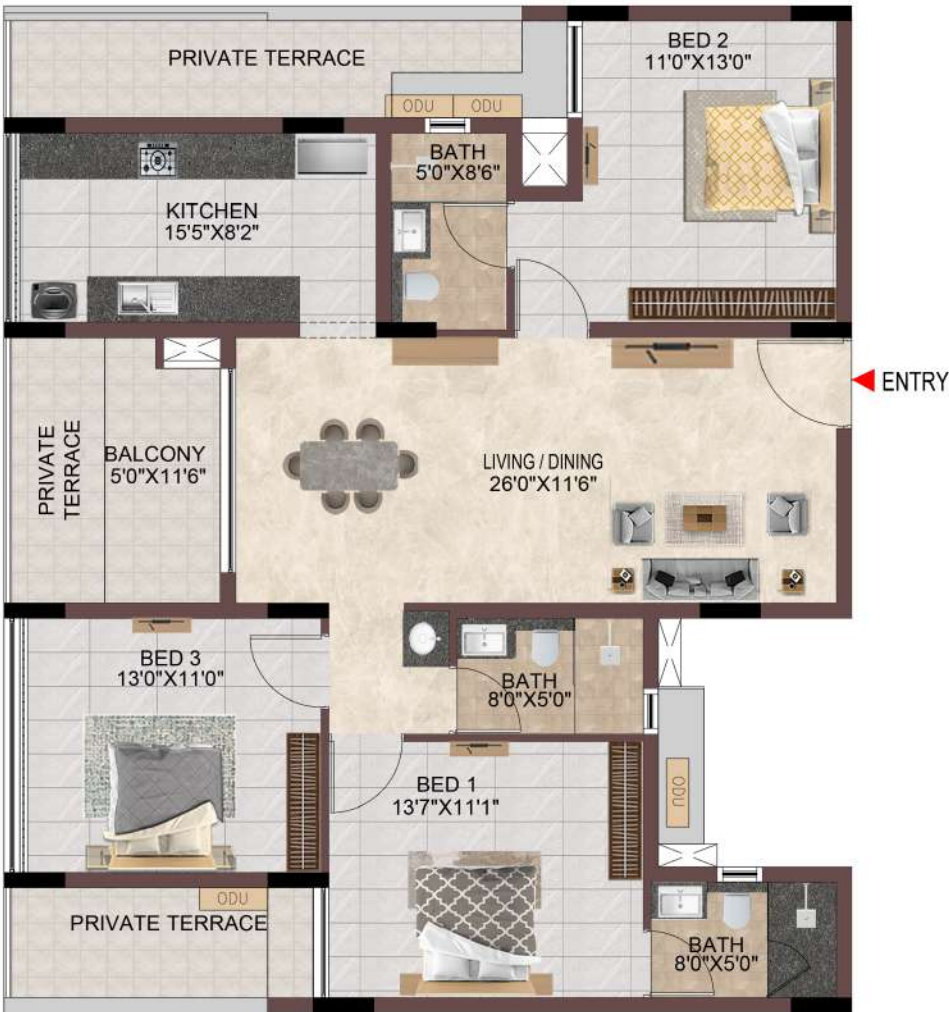 PRIVATE TERRACE
BED 2
11'0"X13'0"
ODU
ODU
BATH
5'0"X8'6"
KITCHEN
15'5"X8'2"
ENTRY
PRIVATE
TERRACE
BALCONY
5'0"X11'6"
LIVING / DINING
26'0"X11'6"
BED 3
13'0"X11'0"
BATH
8'0"X5'0"
BED 1
13'7"X11'1"
ODU
ODU
PRIVATE TERRACE
BATH
8'0"X5'0"